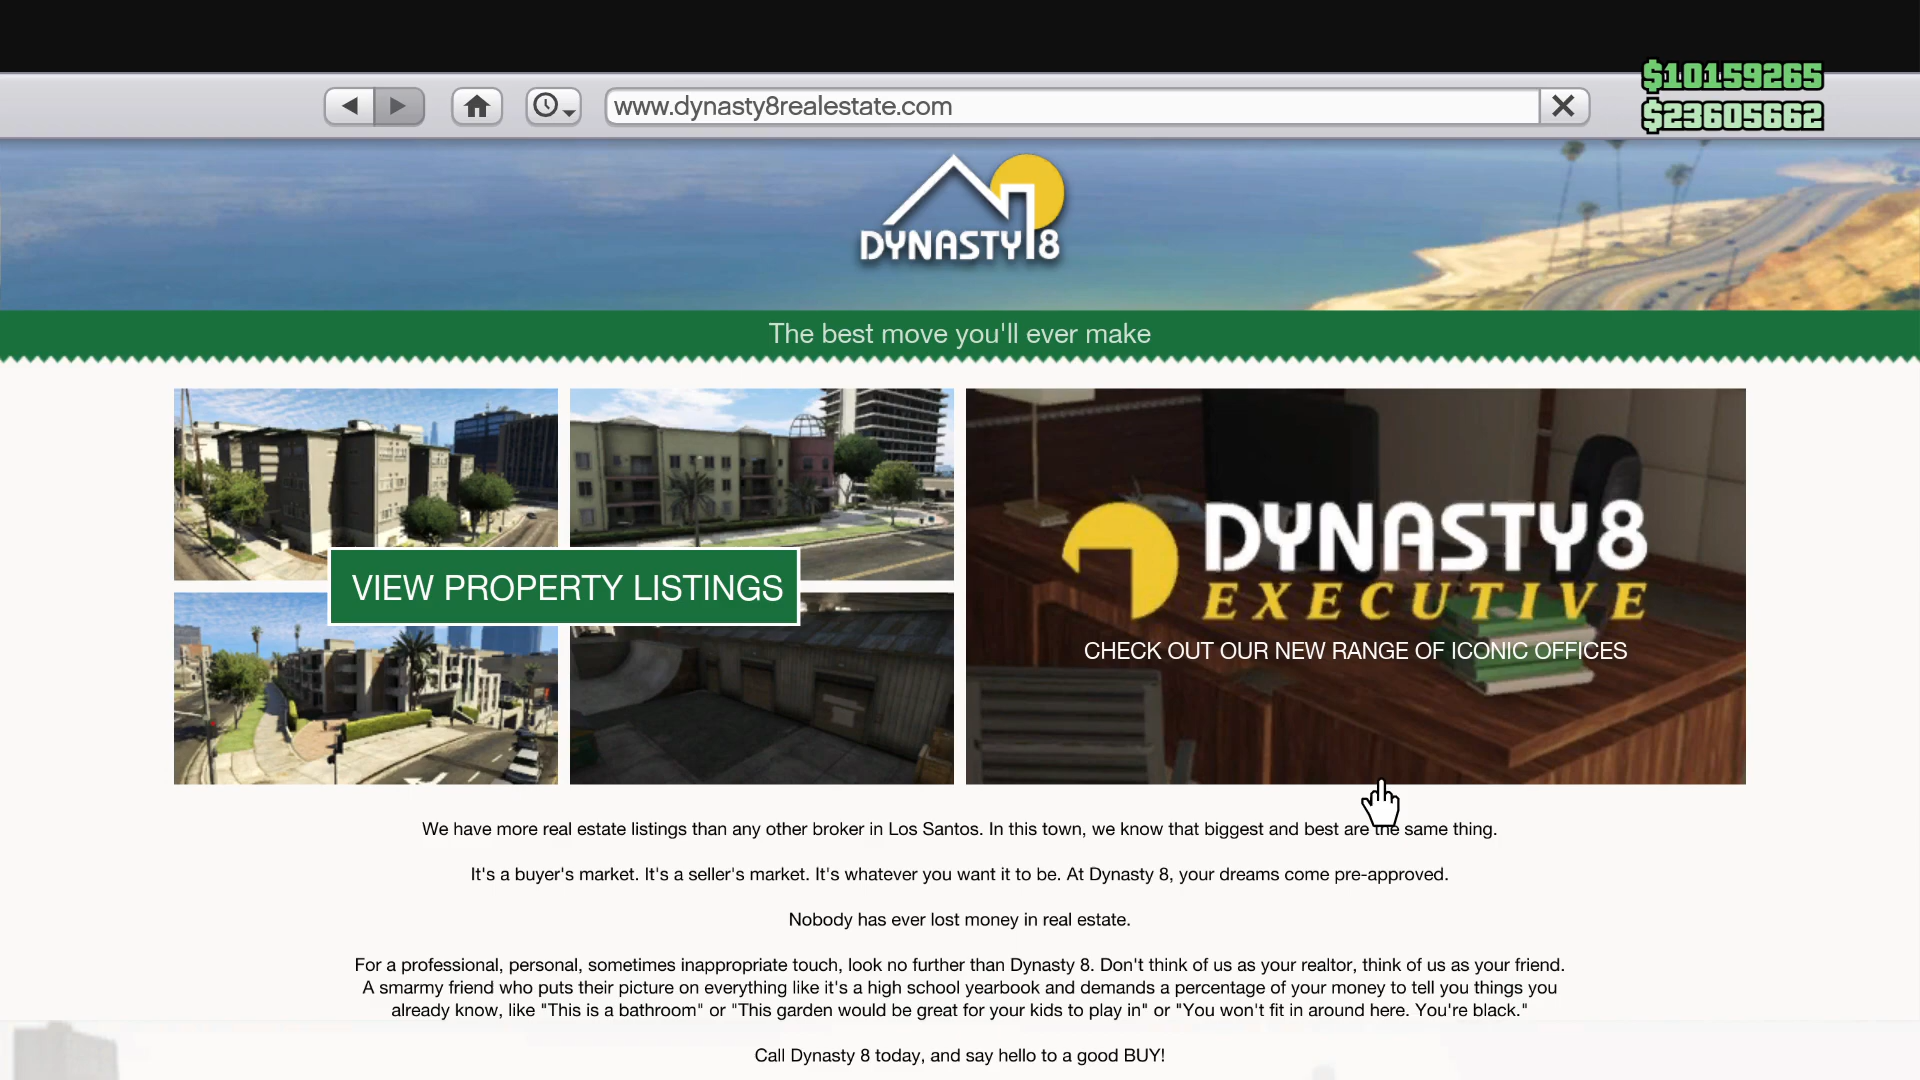 $10159265
www.dynasty8realestate.com
$23605662
DYNASTY 8
The best move you'll ever make
VIEW PROPERTY LISTINGS
DYNASTY8
EXECUTIVE
CHECK OUT OUR NEW RANGE OF ICONIC OFFICES
We have more real estate listings than any other broker in Los Santos. In this town, we know that biggest and best are the same thing.
It's a buyer's market. It's a seller's market. It's whatever you want it to be. At Dynasty 8, your dreams come pre-approved.
Nobody has ever lost money in real estate.
For a professional, personal, sometimes inappropriate touch, look no further than Dynasty 8. Don't think of us as your realtor, think of us as your friend.
A smarmy friend who puts their picture on everything like it's a high school yearbook and demands a percentage of your money to tell you things you
already know, like "This is a bathroom" or "This garden would be great for your kids to play in" or "You won't fit in around here. You're black."
Call Dynasty 8 today, and say hello to a good BUY!